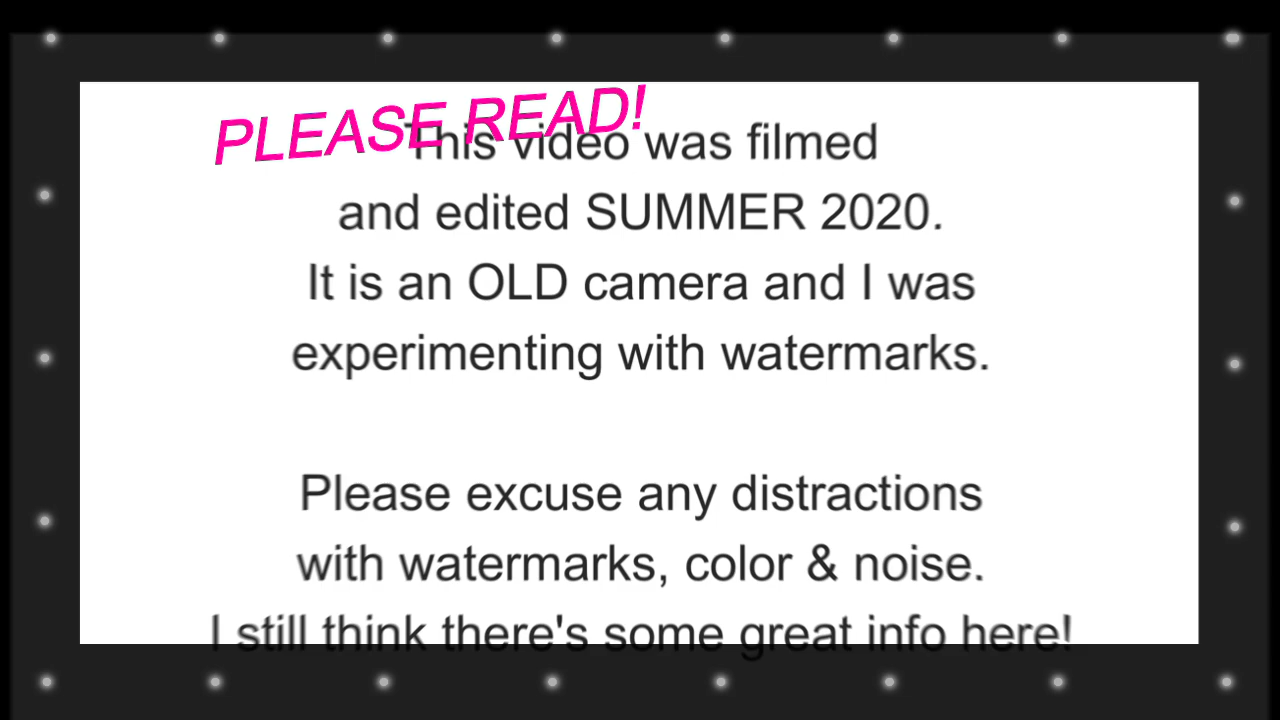 PLEASE READ!
This video was filmed
and edited SUMMER 2020.
It is an OLD camera and I was
experimenting with watermarks.
Please excuse any distractions
with watermarks, color & noise.
I still think there's some great info here!